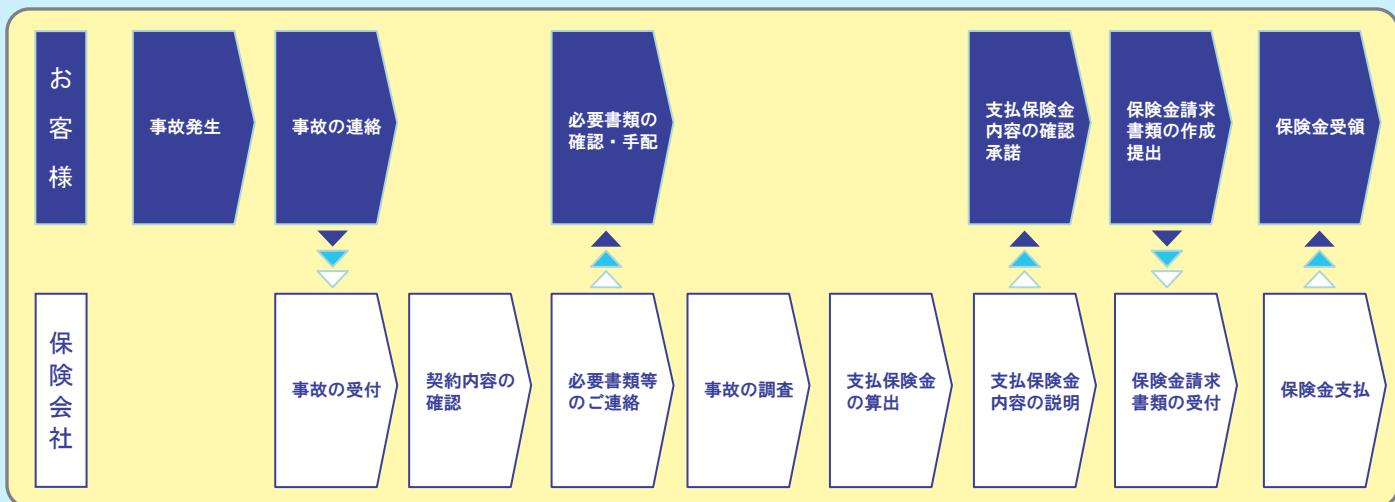 お客様
事故発生
事故の連絡
必要書類の
確認・手配
支払保険金
内容の確認
承諾
保険金請求
書類の作成
提出
保険金受領
保険会社
事故の受付
契約内容の
確認
必要書類等
のご連絡
事故の調査
支払保険金
の算出
支払保険金
内容の説明
保険金請求
書類の受付
保険金支払